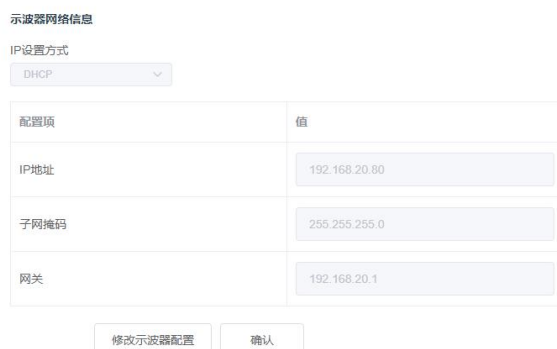 示波器网络信息
IP设置方式
DHCP
配置项 值
IP地址 192.168.20.80
子网掩码 255.255.255.0
网关 192.168.20.1
修改示波器配置 确认